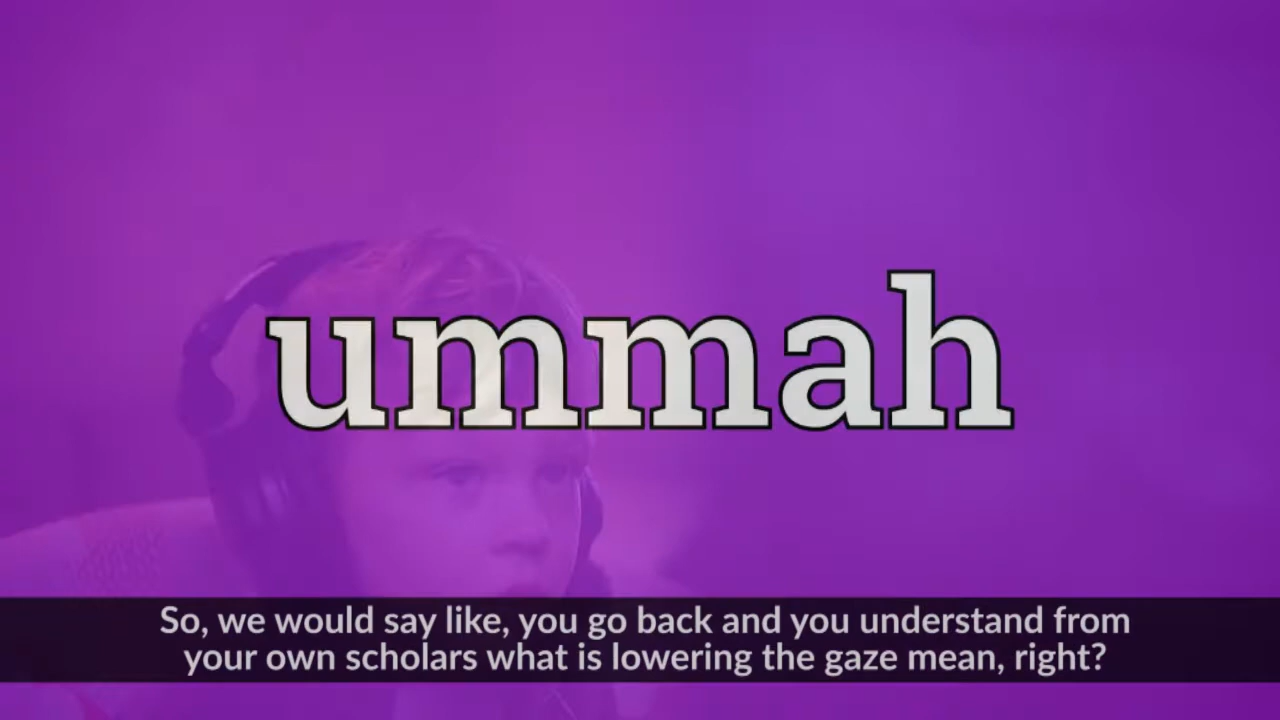 ummah
So, we would say like, you go back and you understand from
your own scholars what is lowering the gaze mean, right?